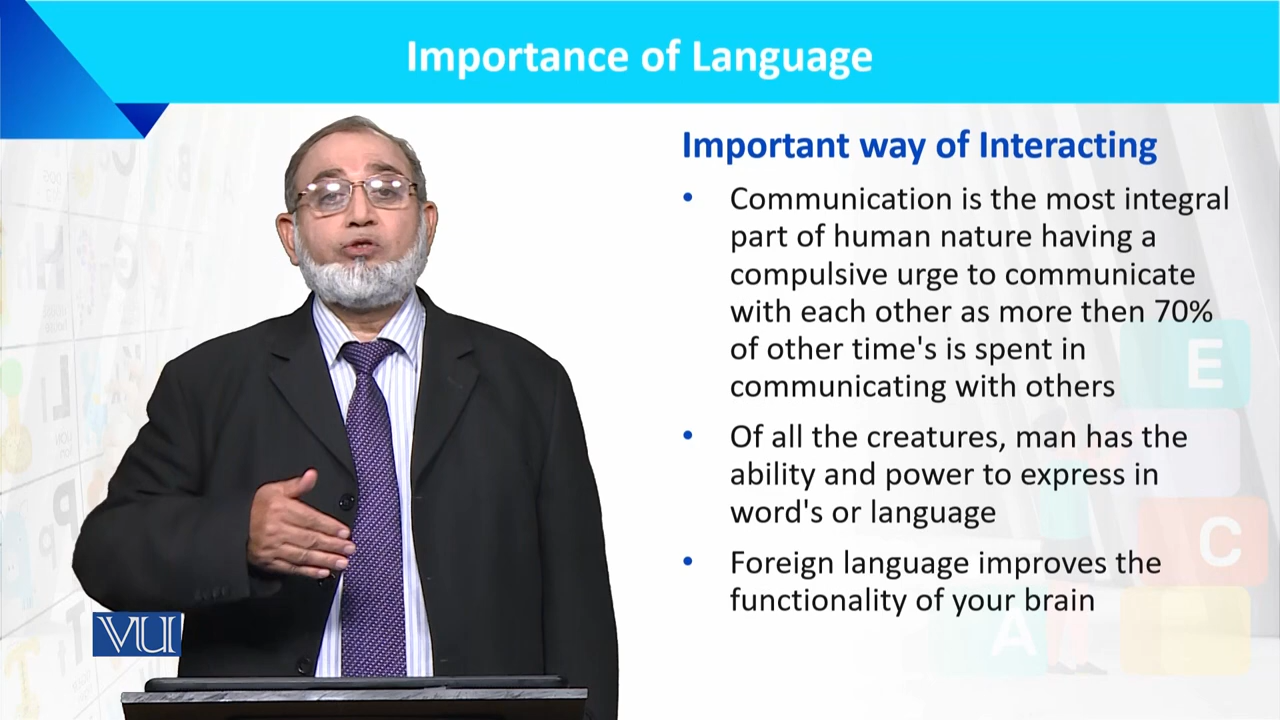 Importance of Language
Important way of Interacting
• Communication is the most integral
part of human nature having a
compulsive urge to communicate
with each other as more then 70%
of other time's is spent in
communicating with others
• Of all the creatures, man has the
ability and power to express in
word's or language
• Foreign language improves the
functionality of your brain
E
C
A
VU